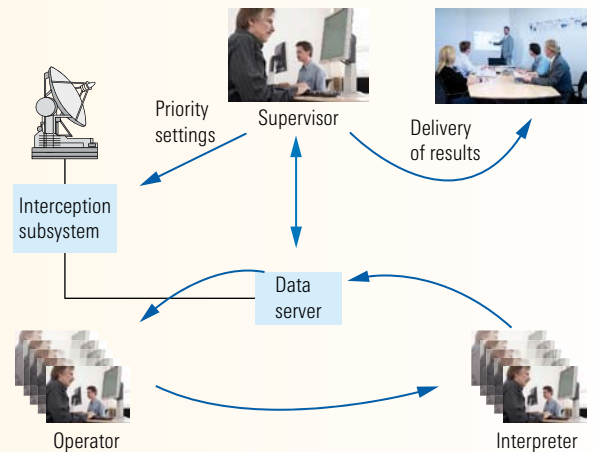 Supervisor
Priority
settings
Delivery
of results
Interception
subsystem
Data
server
Operator
Interpreter